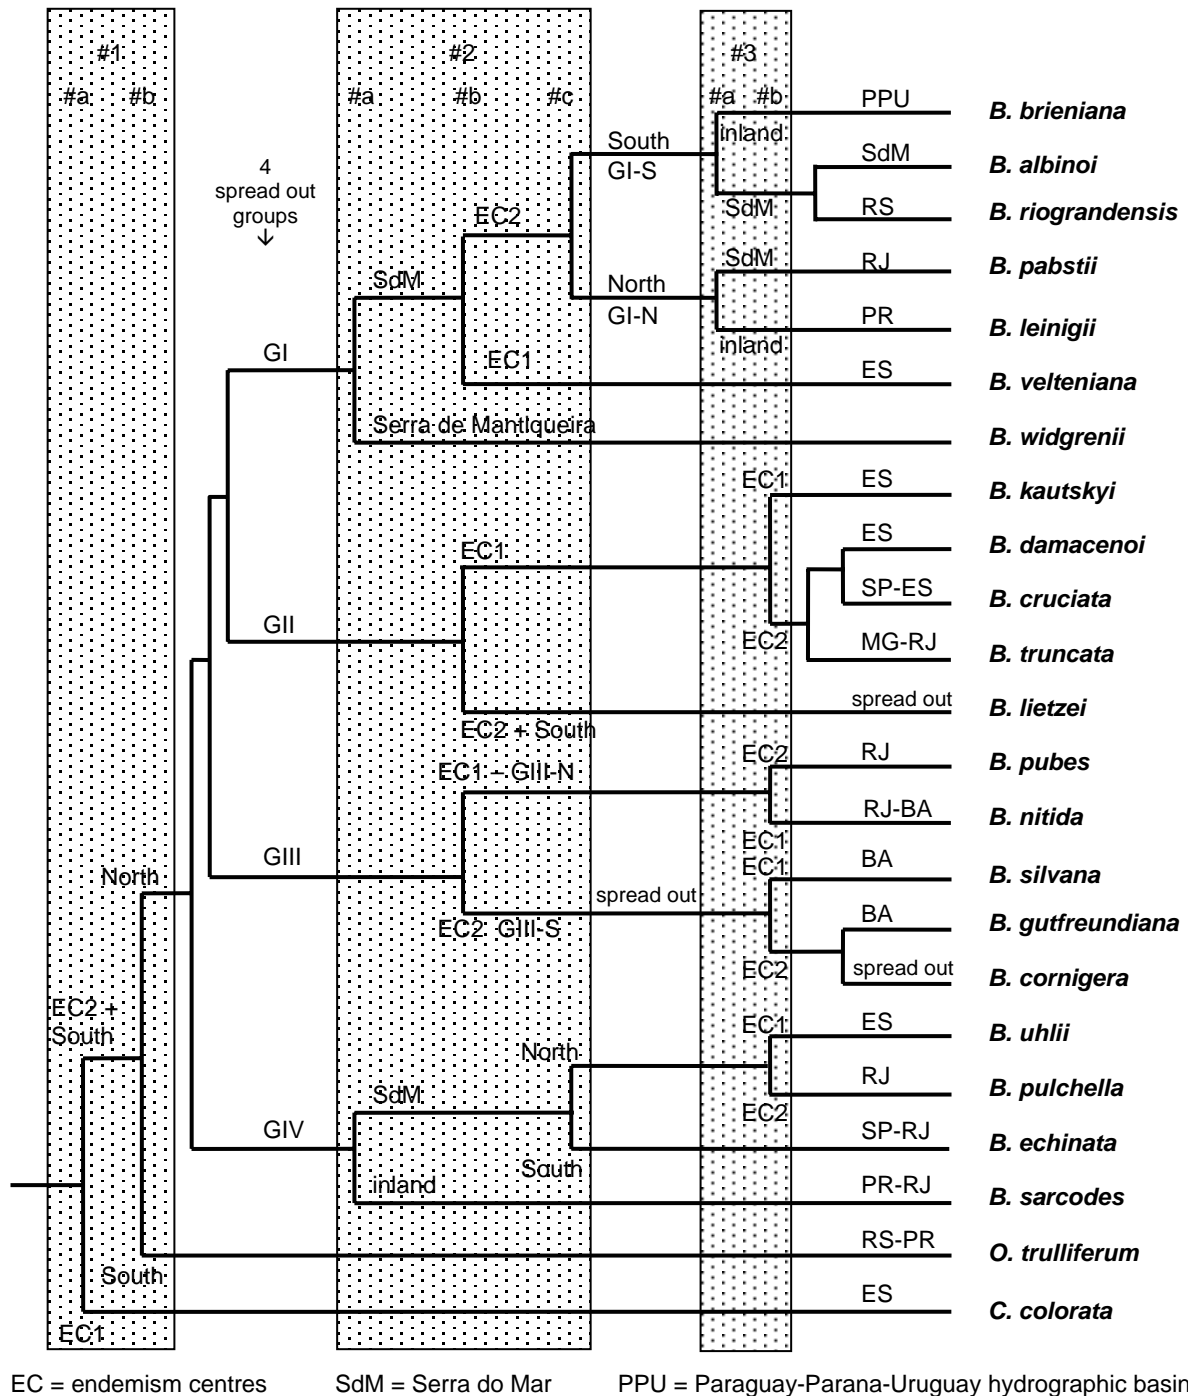 #1 #2 #3
#a #b #a #b #c #a #b
4
spread out
groups
↓
PPU B. brieniana
inland
South
GI-S
SdM B. albinoi
SdM
RS B. riograndensis
EC2
SdM
RJ B. pabstii
SdM
North
GI-N
PR B. leinigii
inland
GI
EC1
ES B. velteniana
Serra de Mantiqueira
B. widgrenii
EC1
ES B. kautskyi
EC1
ES B. damacenoi
SP-ES B. cruciata
GII
EC2
MG-RJ B. truncata
spread out B. lietzei
EC2 + South
EC2
RJ B. pubes
EC1 – GIII-N
RJ-BA B. nitida
EC1
GIII
EC1
BA B. silvana
North
spread out
EC2 GIII-S
BA B. gutfreundiana
EC2
spread out B. cornigera
EC2 +
South
EC1
ES B. uhlii
North
RJ B. pulchella
SdM
EC2
GIV
SP-RJ B. echinata
South
inland
PR-RJ B. sarcodes
RS-PR O. trulliferum
South
ES C. colorata
EC1
EC = endemism centres SdM = Serra do Mar PPU = Paraguay-Parana-Uruguay hydrographic basin